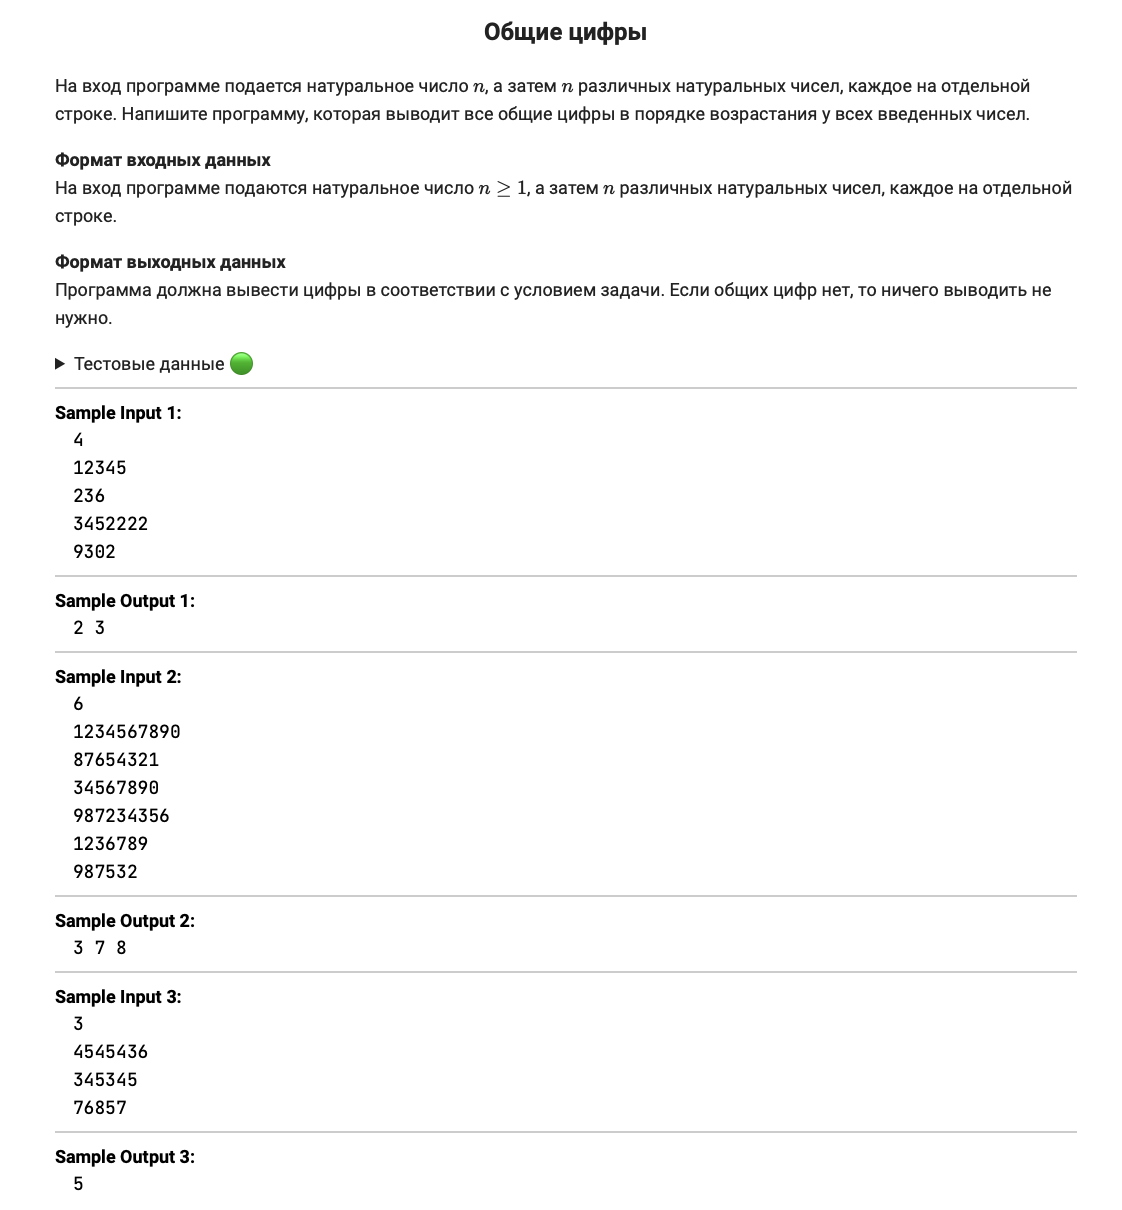 Общие цифры
На вход программе подается натуральное число n, а затем n различных натуральных чисел, каждое на отдельной
строке. Напишите программу, которая выводит все общие цифры в порядке возрастания у всех введенных чисел.
Формат входных данных
На вход программе подаются натуральное число n ≥ 1, а затем n различных натуральных чисел, каждое на отдельной
строке.
Формат выходных данных
Программа должна вывести цифры в соответствии с условием задачи. Если общих цифр нет, то ничего выводить не
нужно.
Тестовые данные
Sample Input 1:
4
12345
236
3452222
9302
Sample Output 1:
2 3
Sample Input 2:
6
1234567890
87654321
34567890
987234356
1236789
987532
Sample Output 2:
3 7 8
Sample Input 3:
3
4545436
345345
76857
Sample Output 3:
5